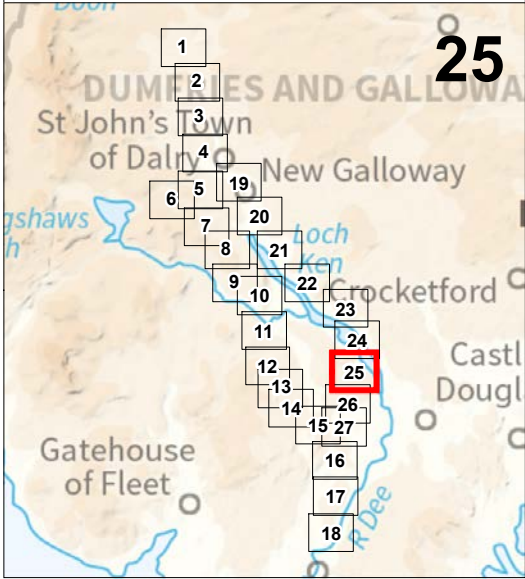 Doon
1
25
2
DUMFRIES AND GALLOWA
3
St John's Town
of Dalry
4
19
New Galloway
5
6
gshaws
h
20
7
8
21
Loch
Ken
9
22
10
Crocketford
23
11
24
Castl
Dougl
12
25
13
14
26
15
27
Gatehouse
of Fleet
16
17
R Dee
18